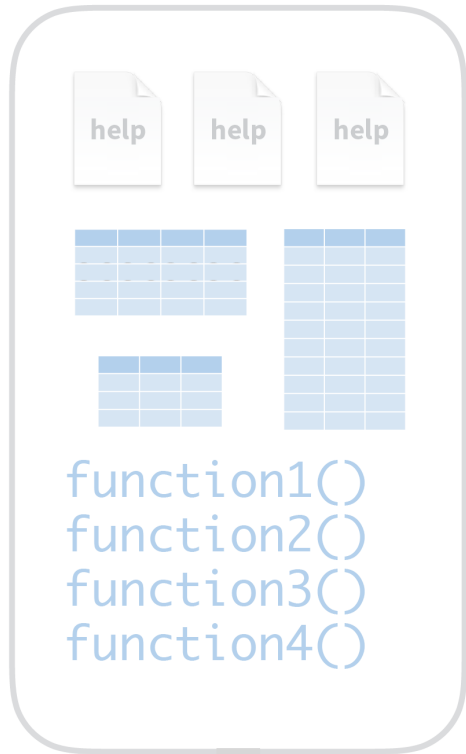 help help help
function1()
function2()
function3()
function4()